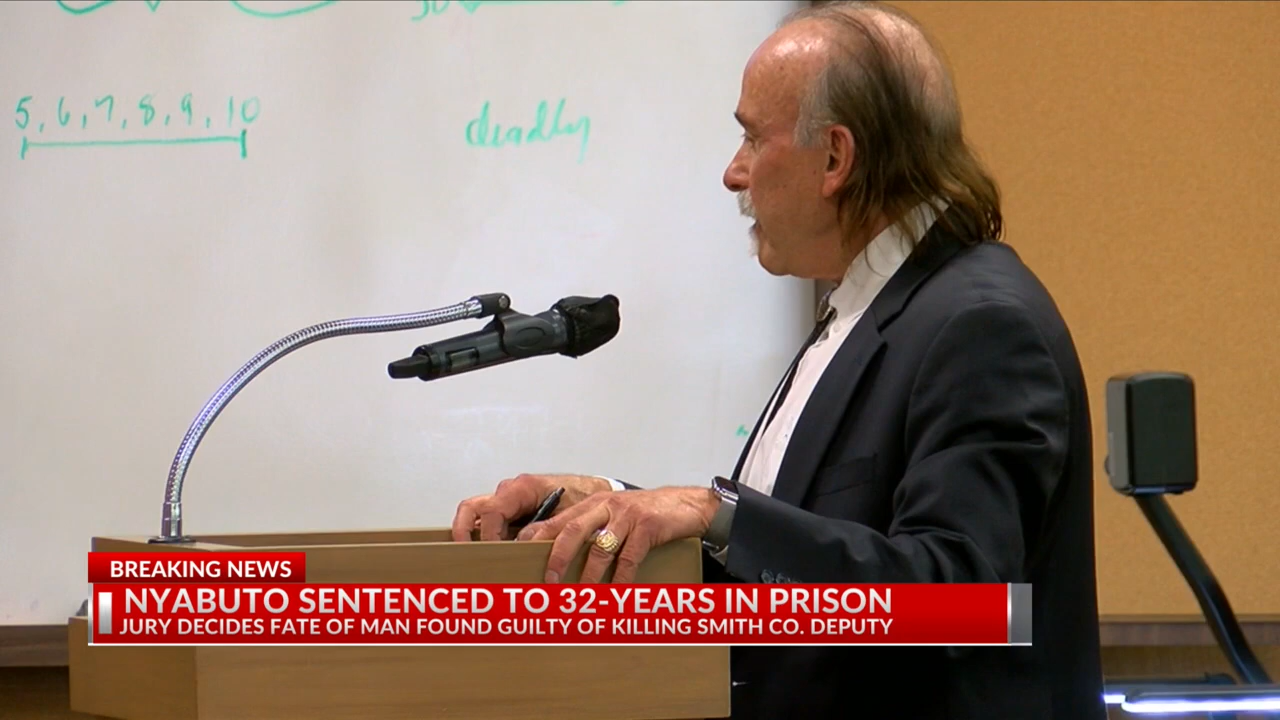 5, 6, 7, 8, 9, 10
deadly
BREAKING NEWS
NYABUTO SENTENCED TO 32-YEARS IN PRISON
JURY DECIDES FATE OF MAN FOUND GUILTY OF KILLING SMITH CO. DEPUTY